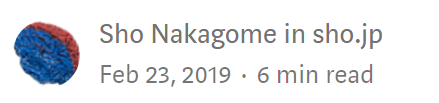 Sho Nakagome in sho.jp
Feb 23, 2019 · 6 min read